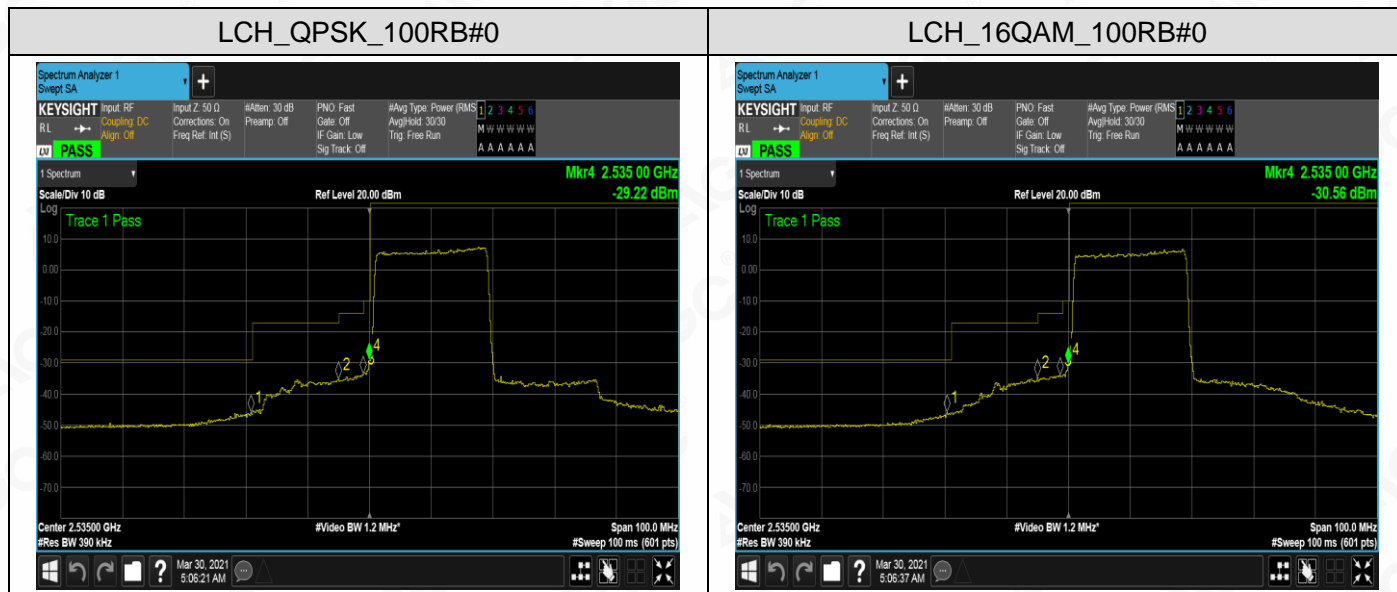 LCH_QPSK_100RB#0
Spectrum Analyzer 1
Swept SA
+
KEYSIGHT
RL
Input: RF
Coupling: DC
Align: Off
Input Z: 50 Ω
Corrections: On
Freq Ref: Int (S)
#Atten: 30 dB
Preamp: Off
PNO: Fast
Gate: Off
IF Gain: Low
Sig Track: Off
#Avg Type: Power (RMS
Avg|Hold: 30/30
Trig: Free Run
1 2 3 4 5 6
M W W W W W
A A A A A A
LXI PASS
1 Spectrum
Mkr4 2.535 00 GHz
-29.22 dBm
Scale/Div 10 dB
Ref Level 20.00 dBm
Log
Trace 1 Pass
10.0
0.00
-10.0
-20.0
-30.0
-40.0
-50.0
-60.0
-70.0
1
2
3
4
Center 2.53500 GHz
#Video BW 1.2 MHz*
Span 100.0 MHz
#Res BW 390 kHz
#Sweep 100 ms (601 pts)
?
Mar 30, 2021
5:06:21 AM
LCH_16QAM_100RB#0
Spectrum Analyzer 1
Swept SA
+
KEYSIGHT
RL
Input: RF
Coupling: DC
Align: Off
Input Z: 50 Ω
Corrections: On
Freq Ref: Int (S)
#Atten: 30 dB
Preamp: Off
PNO: Fast
Gate: Off
IF Gain: Low
Sig Track: Off
#Avg Type: Power (RMS
Avg|Hold: 30/30
Trig: Free Run
1 2 3 4 5 6
M W W W W W
A A A A A A
LXI PASS
1 Spectrum
Mkr4 2.535 00 GHz
-30.56 dBm
Scale/Div 10 dB
Ref Level 20.00 dBm
Log
Trace 1 Pass
10.0
0.00
-10.0
-20.0
-30.0
-40.0
-50.0
-60.0
-70.0
1
2
3
4
Center 2.53500 GHz
#Video BW 1.2 MHz*
Span 100.0 MHz
#Res BW 390 kHz
#Sweep 100 ms (601 pts)
?
Mar 30, 2021
5:06:37 AM